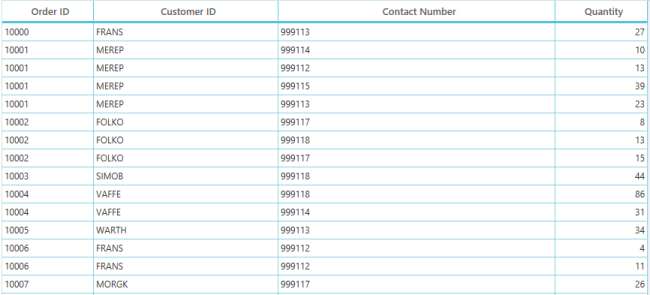 Order ID Customer ID Contact Number Quantity
10000 FRANS 999113 27
10001 MEREP 999114 10
10001 MEREP 999112 13
10001 MEREP 999115 39
10001 MEREP 999113 23
10002 FOLKO 999117 8
10002 FOLKO 999118 13
10002 FOLKO 999117 15
10003 SIMOB 999118 44
10004 VAFFE 999118 86
10004 VAFFE 999114 31
10005 WARTH 999113 34
10006 FRANS 999112 4
10006 FRANS 999112 11
10007 MORGK 999117 26